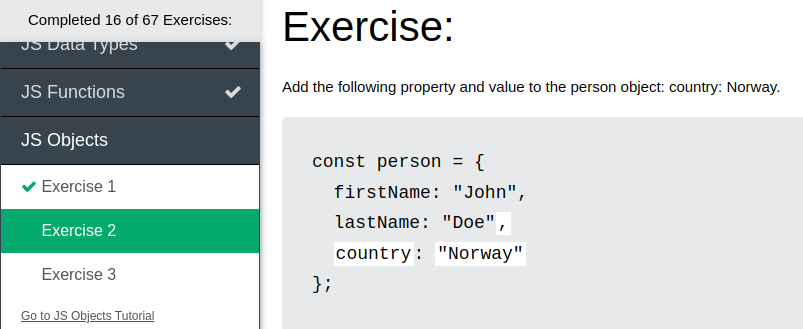 Completed 16 of 67 Exercises:
JS Data Types
JS Functions
JS Objects
Exercise 1
Exercise 2
Exercise 3
Go to JS Objects Tutorial
Exercise:
Add the following property and value to the person object: country: Norway.
const person = {
  firstName: "John",
  lastName: "Doe",
  country: "Norway"
};